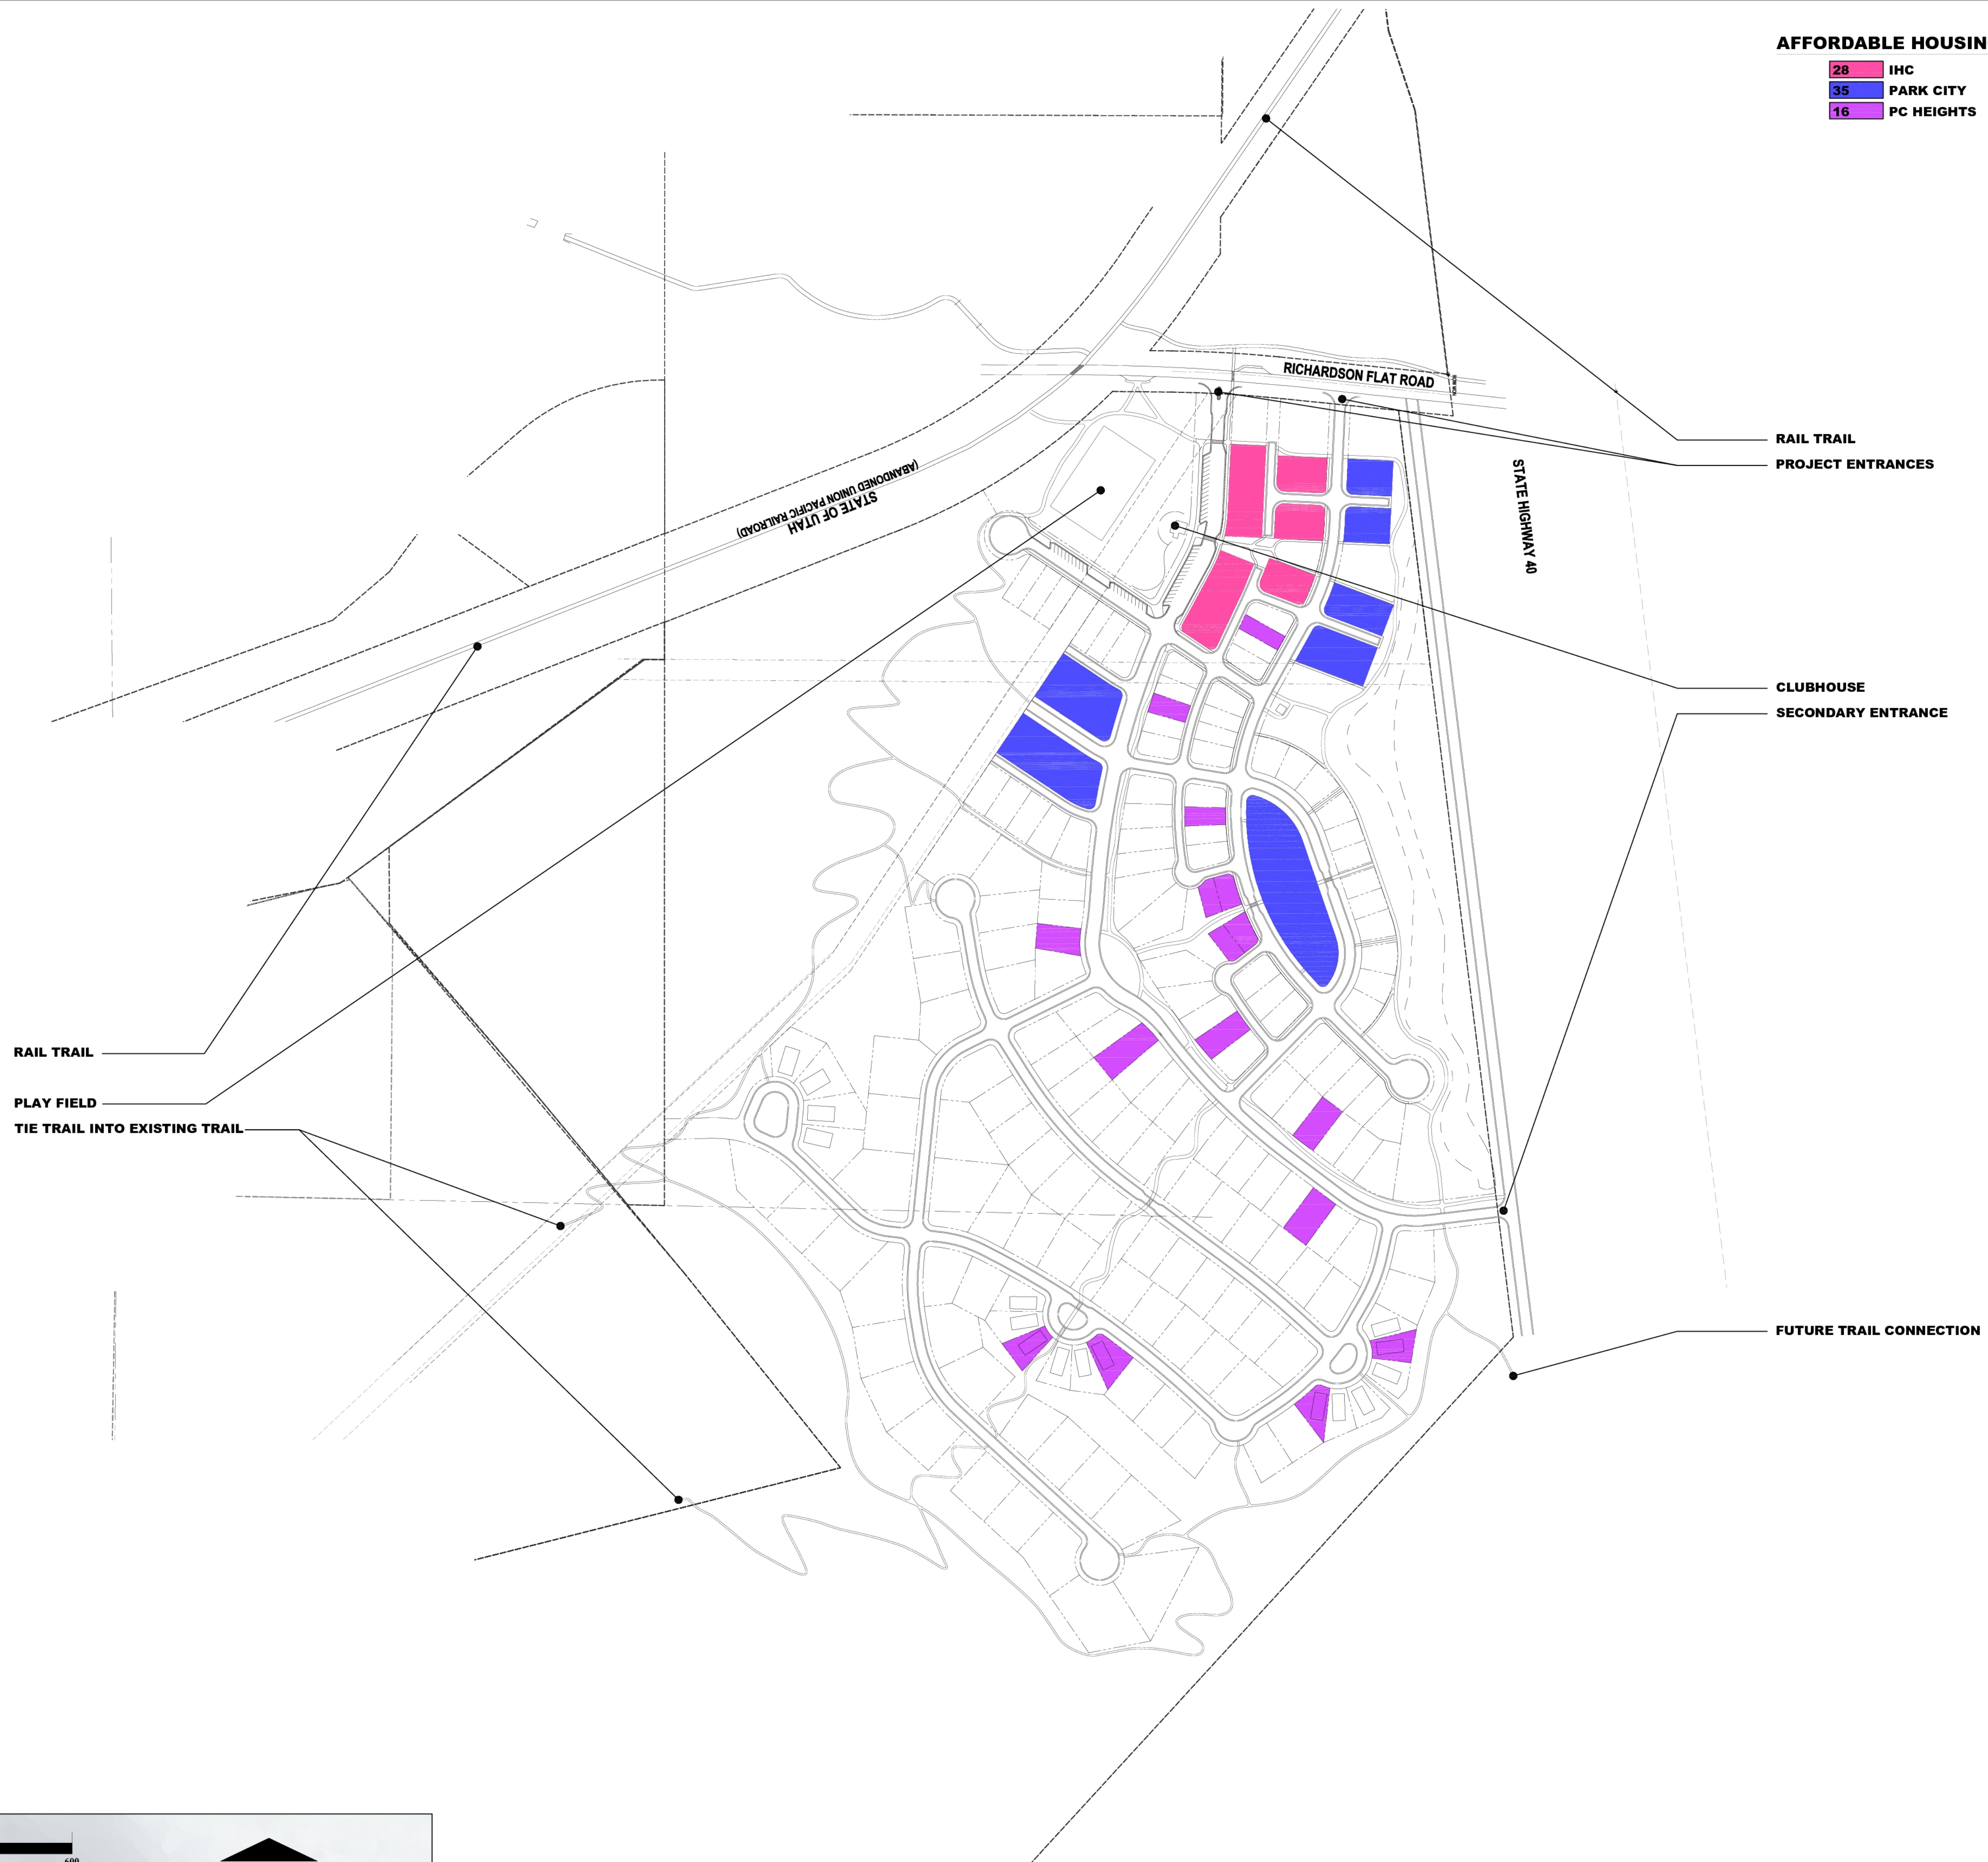 AFFORDABLE HOUSIN
28 IHC
35 PARK CITY
16 PC HEIGHTS
RICHARDSON FLAT ROAD
RAIL TRAIL
PROJECT ENTRANCES
STATE HIGHWAY 40
STATE OF UTAH
(ABANDONED UNION PACIFIC RAILROAD)
CLUBHOUSE
SECONDARY ENTRANCE
RAIL TRAIL
PLAY FIELD
TIE TRAIL INTO EXISTING TRAIL
FUTURE TRAIL CONNECTION
600